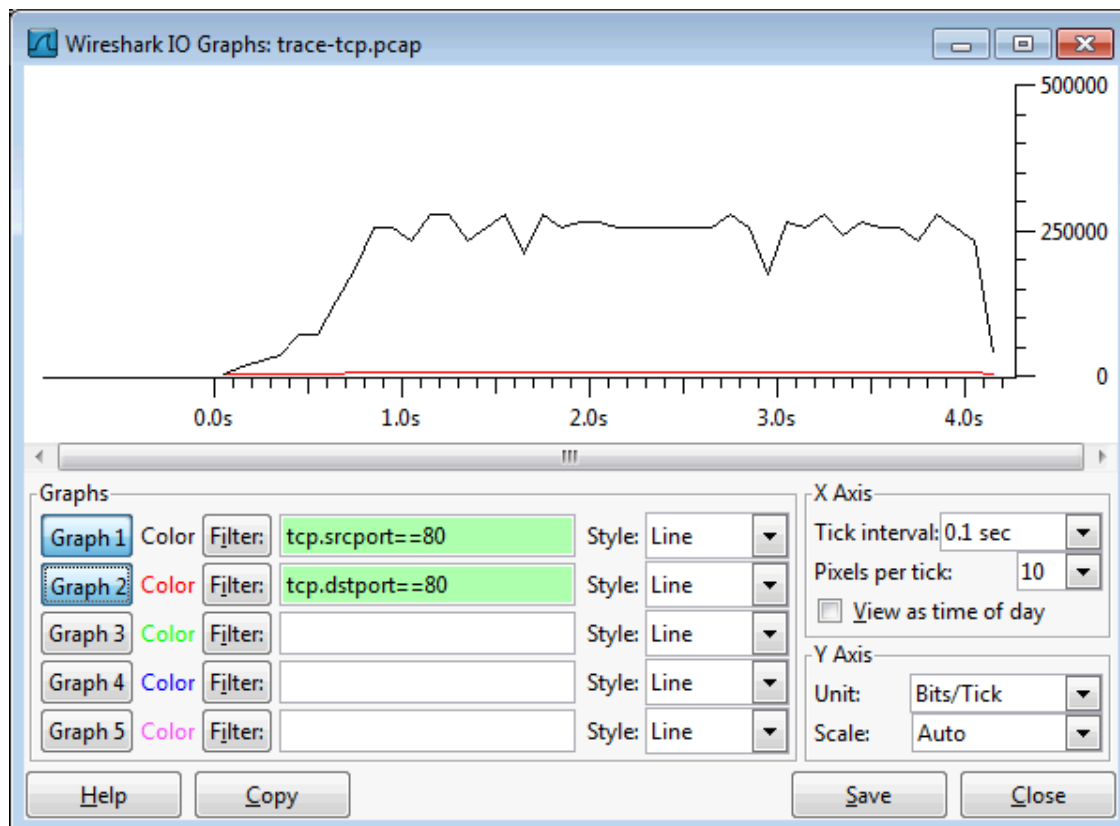 Wireshark IO Graphs: trace-tcp.pcap
500000
250000
0
0.0s 1.0s 2.0s 3.0s 4.0s
Graphs
Graph 1 Color Filter: tcp.srcport==80 Style: Line
Graph 2 Color Filter: tcp.dstport==80 Style: Line
Graph 3 Color Filter: Style: Line
Graph 4 Color Filter: Style: Line
Graph 5 Color Filter: Style: Line
X Axis
Tick interval: 0.1 sec
Pixels per tick: 10
View as time of day
Y Axis
Unit: Bits/Tick
Scale: Auto
Help Copy Save Close